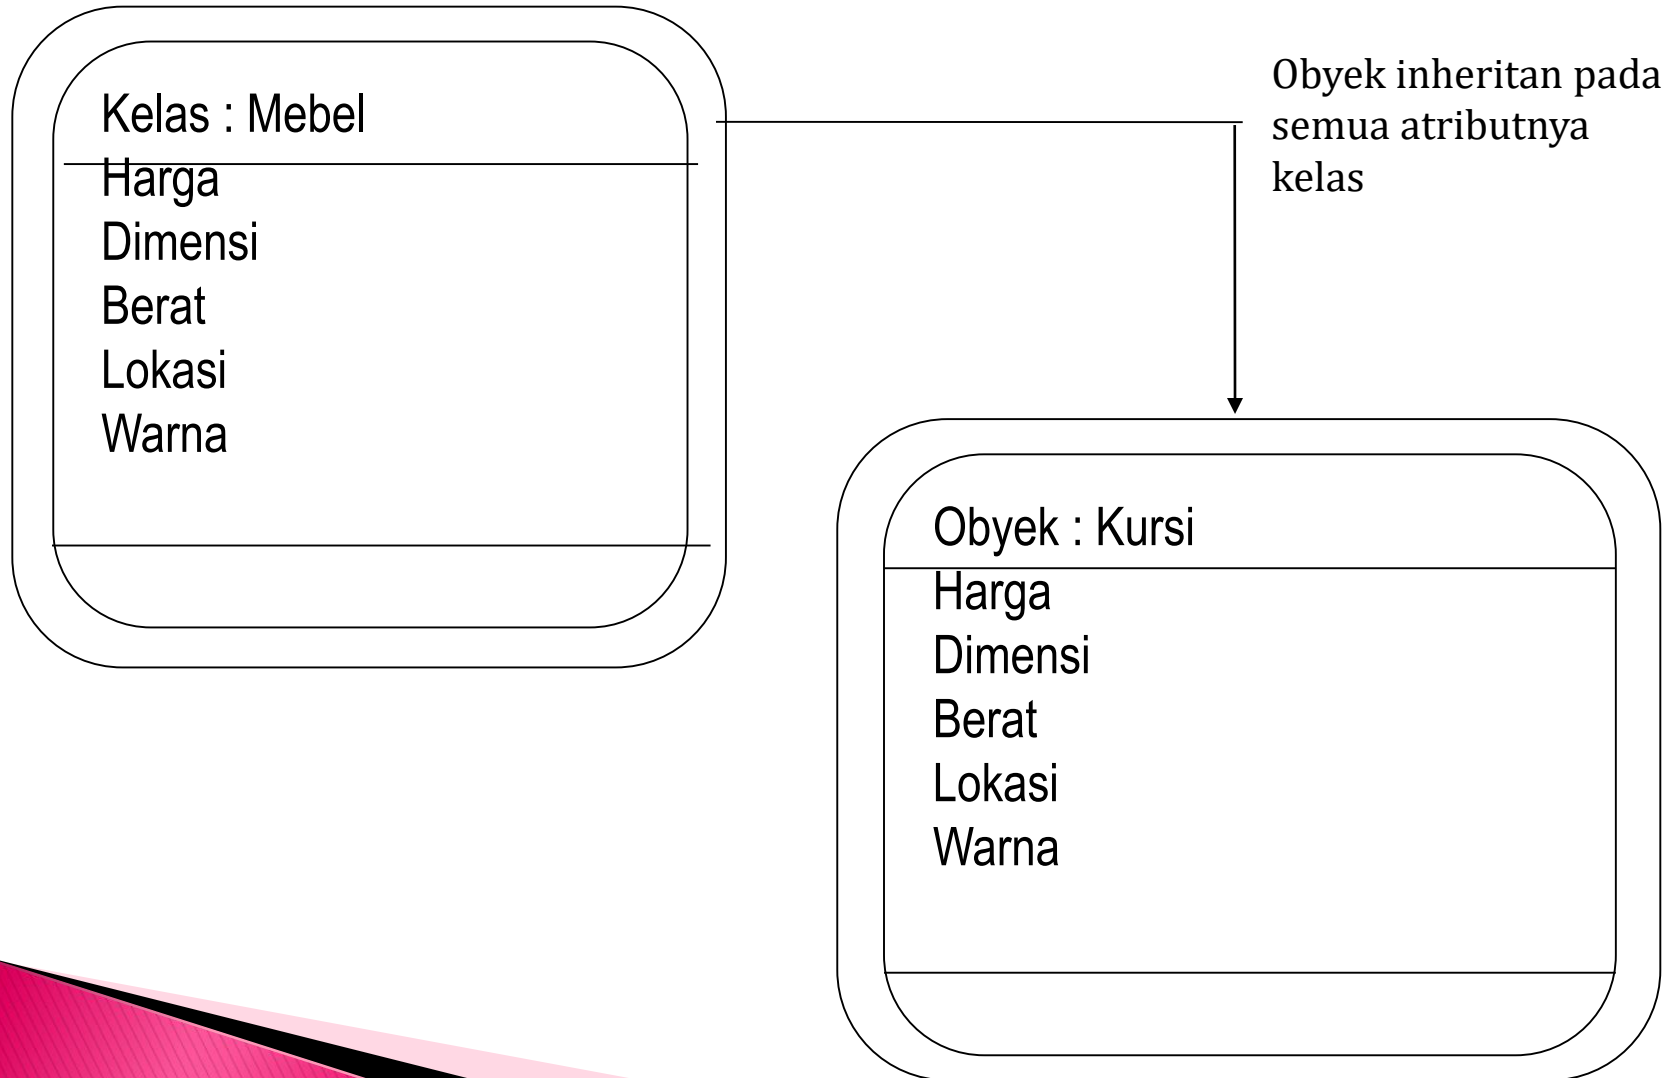 Kelas : Mebel
Harga
Dimensi
Berat
Lokasi
Warna
Obyek inheritan pada
semua atributnya
kelas
Obyek : Kursi
Harga
Dimensi
Berat
Lokasi
Warna